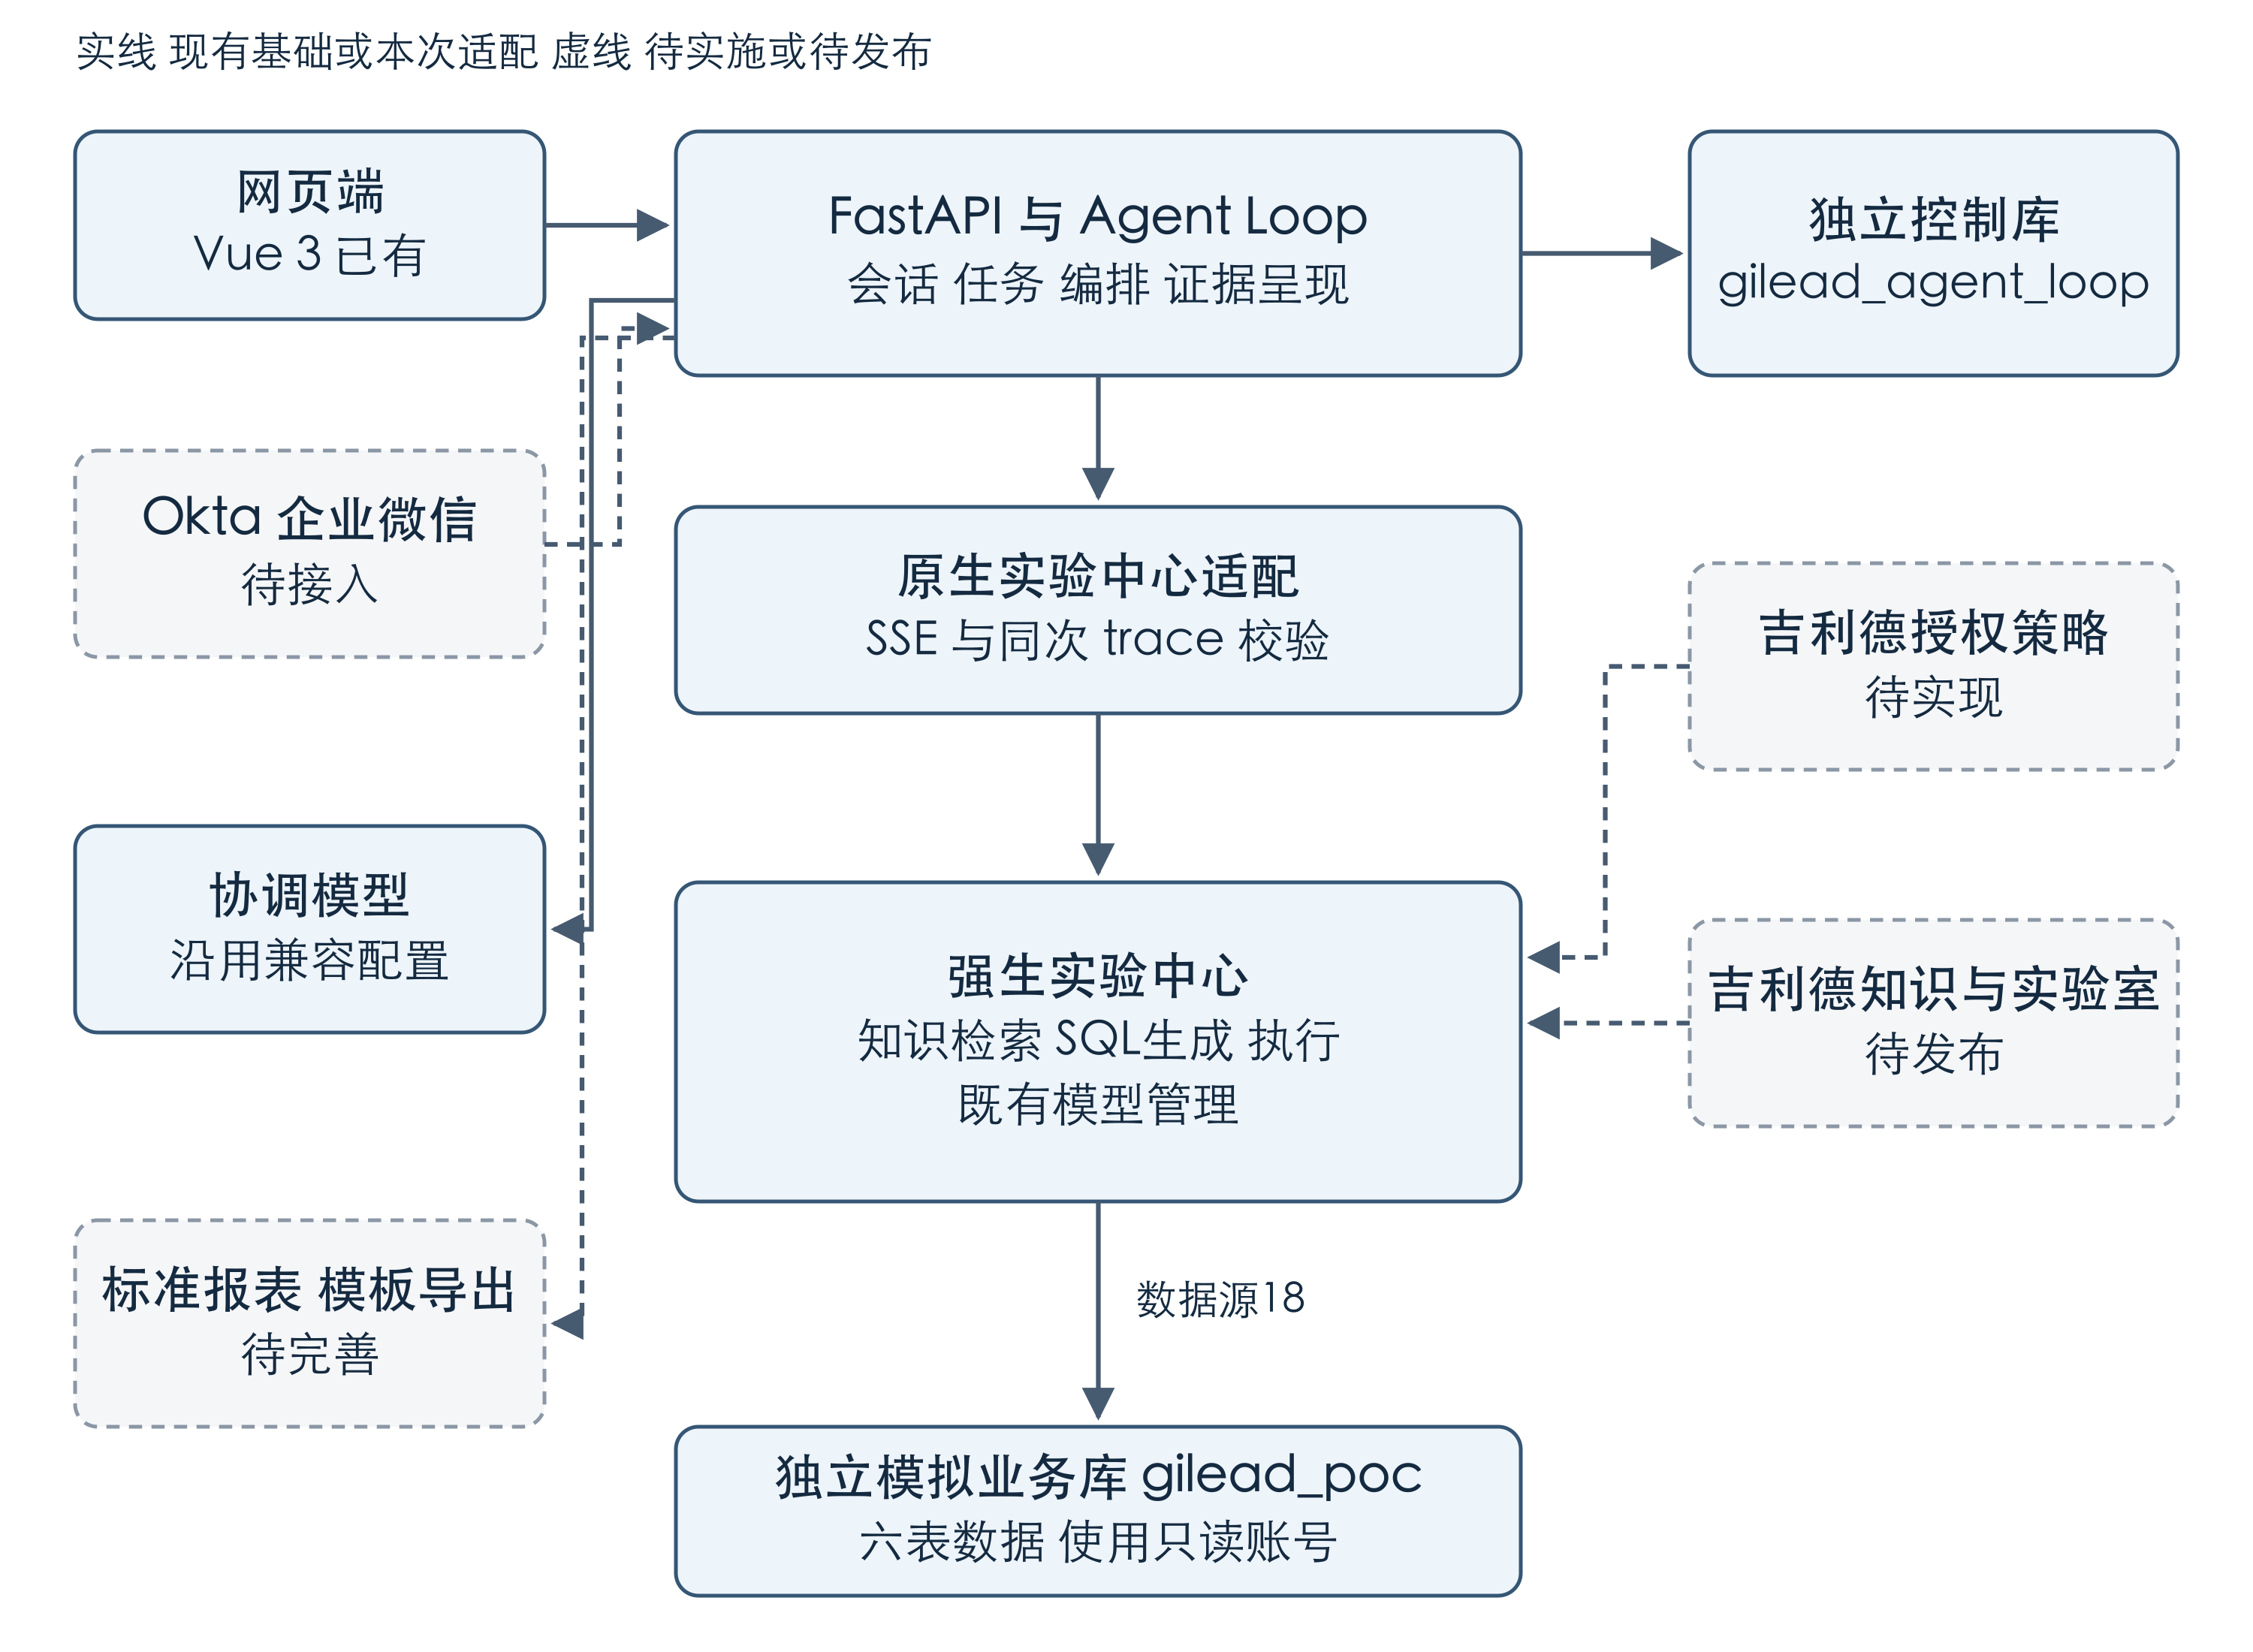 实线 现有基础或本次适配 虚线 待实施或待发布
网页端
Vue 3 已有
FastAPI 与 Agent Loop
会话 任务 编排 证据呈现
独立控制库
gilead_agent_loop
Okta 企业微信
待接入
原生实验中心适配
SSE 与同次 trace 校验
吉利德授权策略
待实现
协调模型
沿用兼容配置
强生实验中心
知识检索 SQL生成 执行
既有模型管理
吉利德知识与实验室
待发布
标准报表 模板导出
待完善
数据源18
独立模拟业务库 gilead_poc
六表数据 使用只读账号